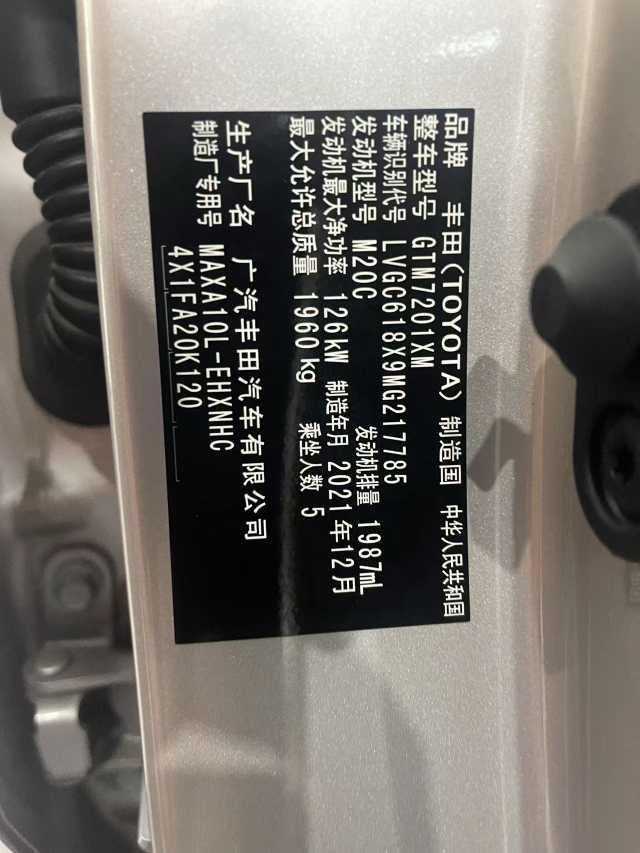 品牌 丰田(TOYOTA) 制造国 中华人民共和国
整车型号 GTM7201XM
车辆识别代号 LVGC618X9MG217785
发动机型号 M20C 发动机排量 1987mL
发动机最大净功率 126kW 制造年月 2021年12月
最大允许总质量 1960kg 乘坐人数 5
生产厂名 广汽丰田汽车有限公司
制造厂专用号 MAXA10L-EHXNHC
4X1FA20K120